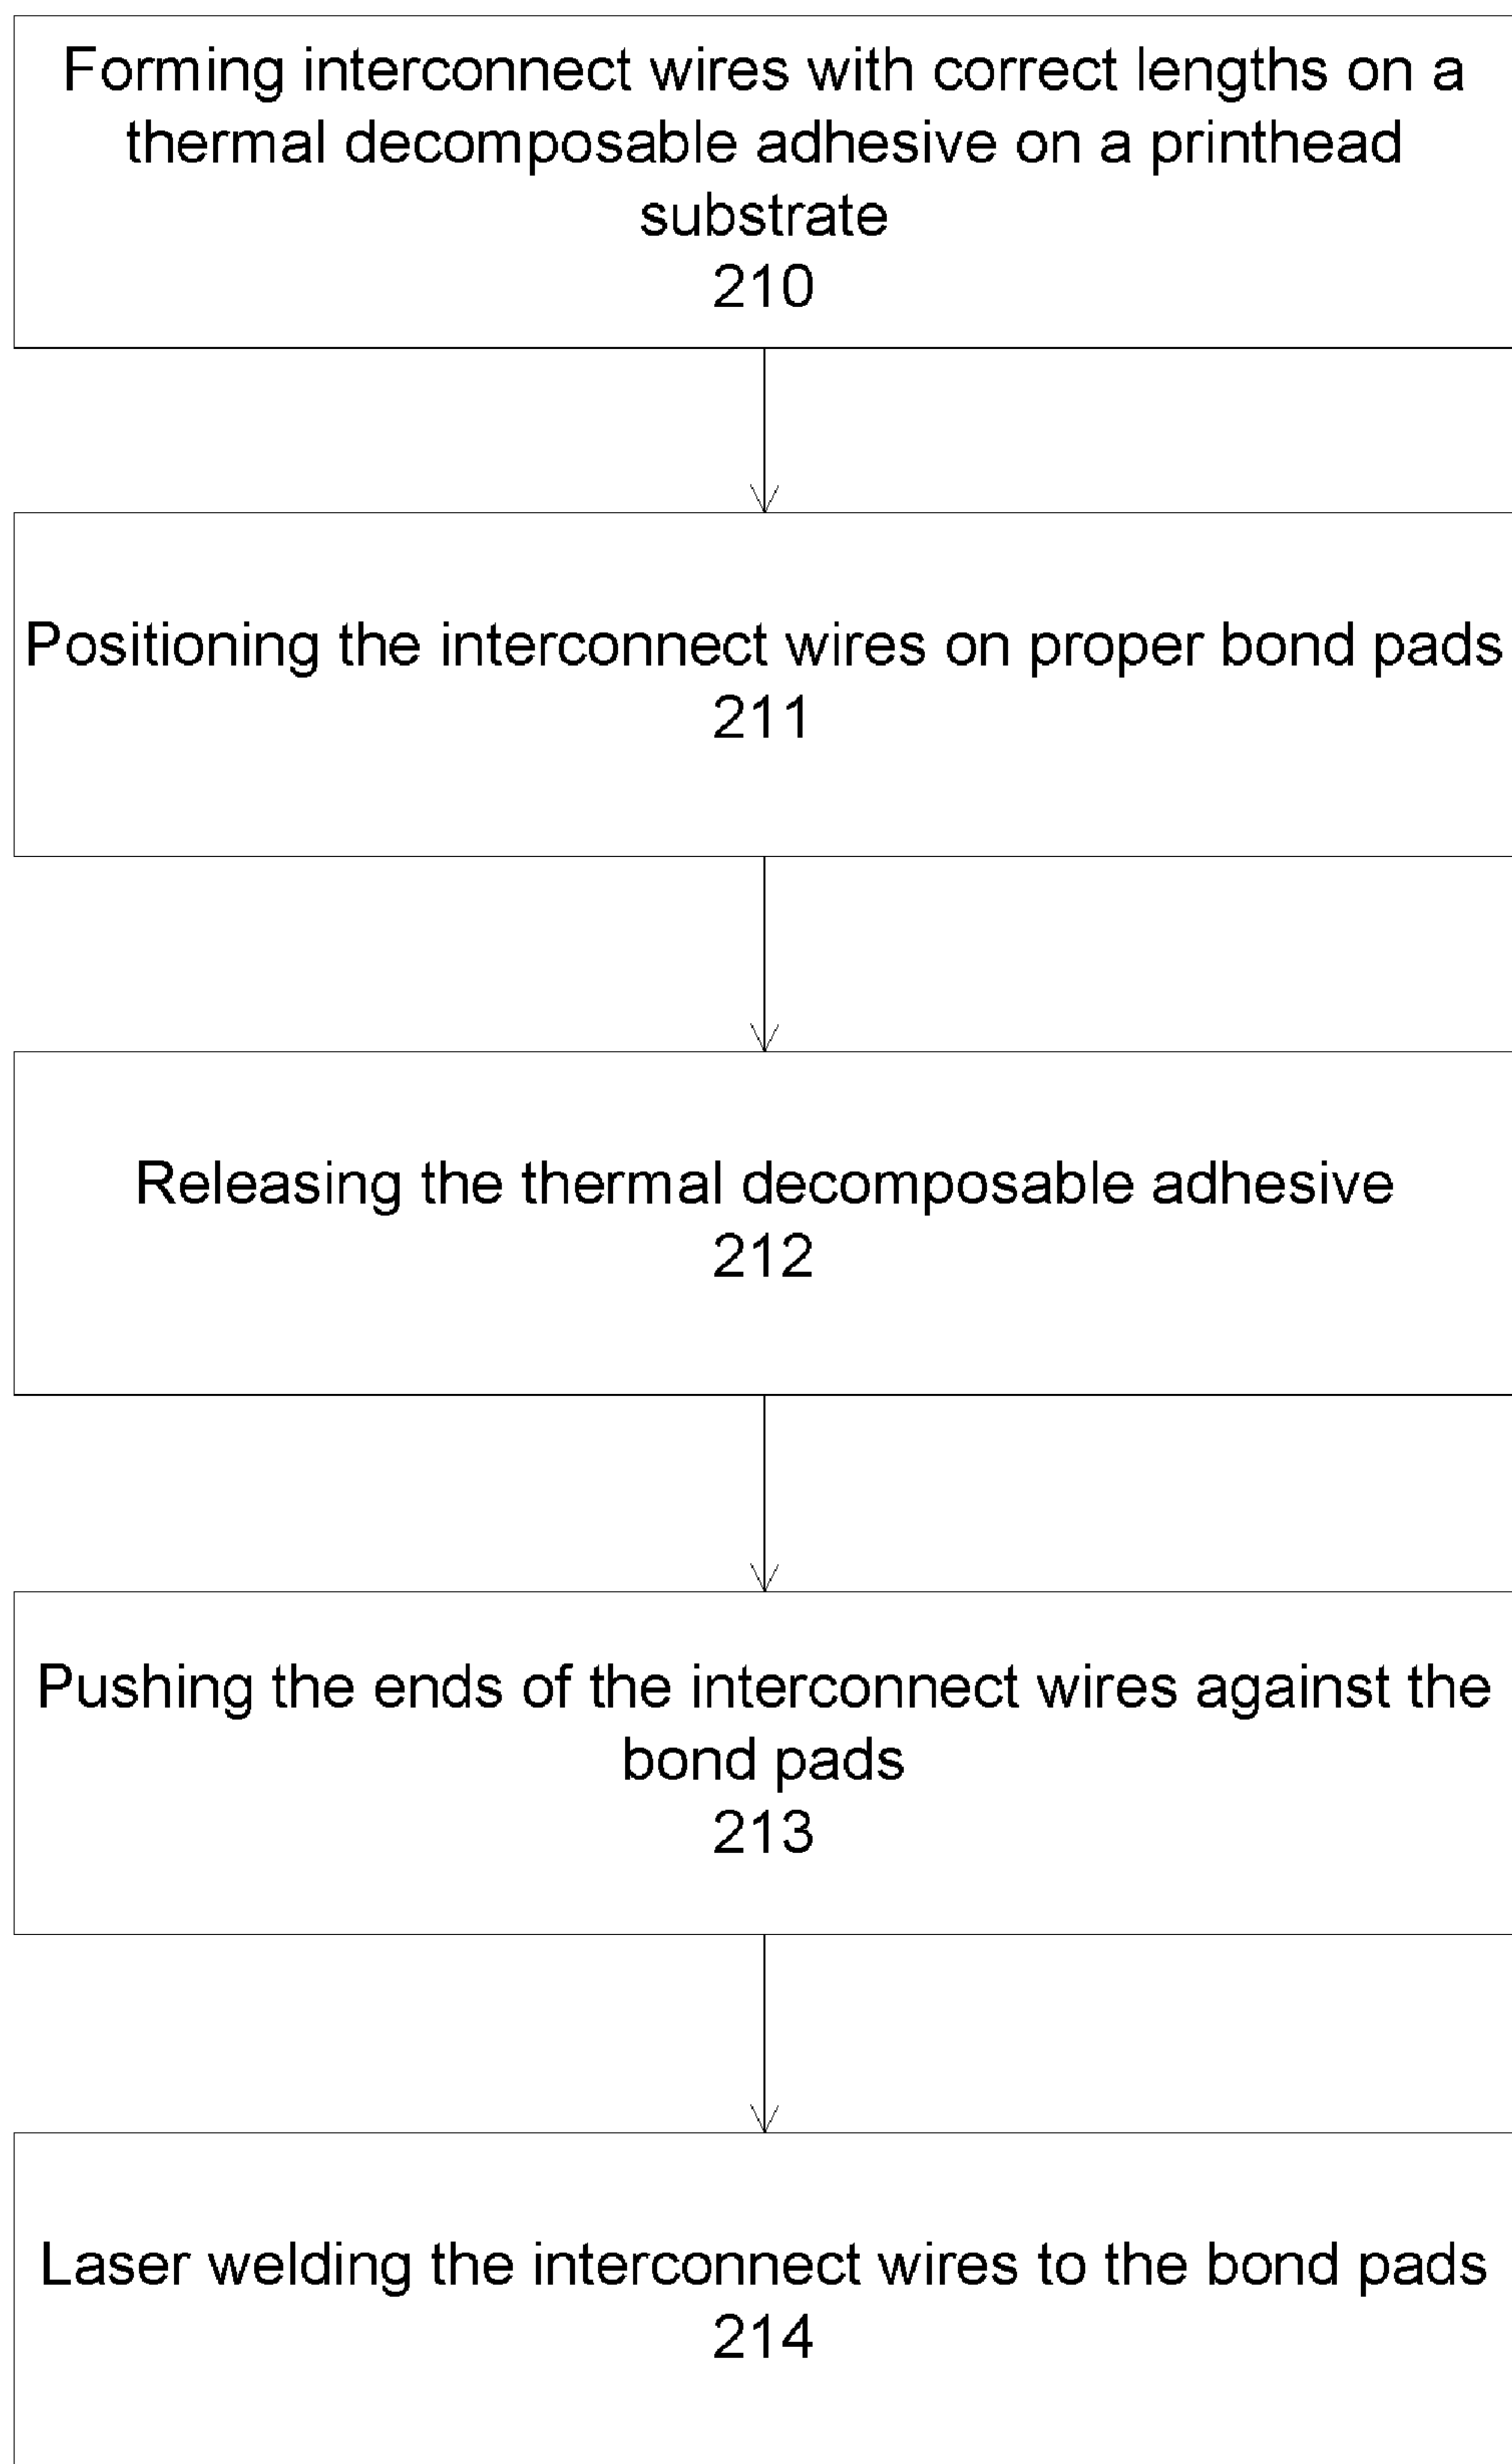 Forming interconnect wires with correct lengths on a
thermal decomposable adhesive on a printhead
substrate
210
Positioning the interconnect wires on proper bond pads
211
Releasing the thermal decomposable adhesive
212
Pushing the ends of the interconnect wires against the
bond pads
213
Laser welding the interconnect wires to the bond pads
214